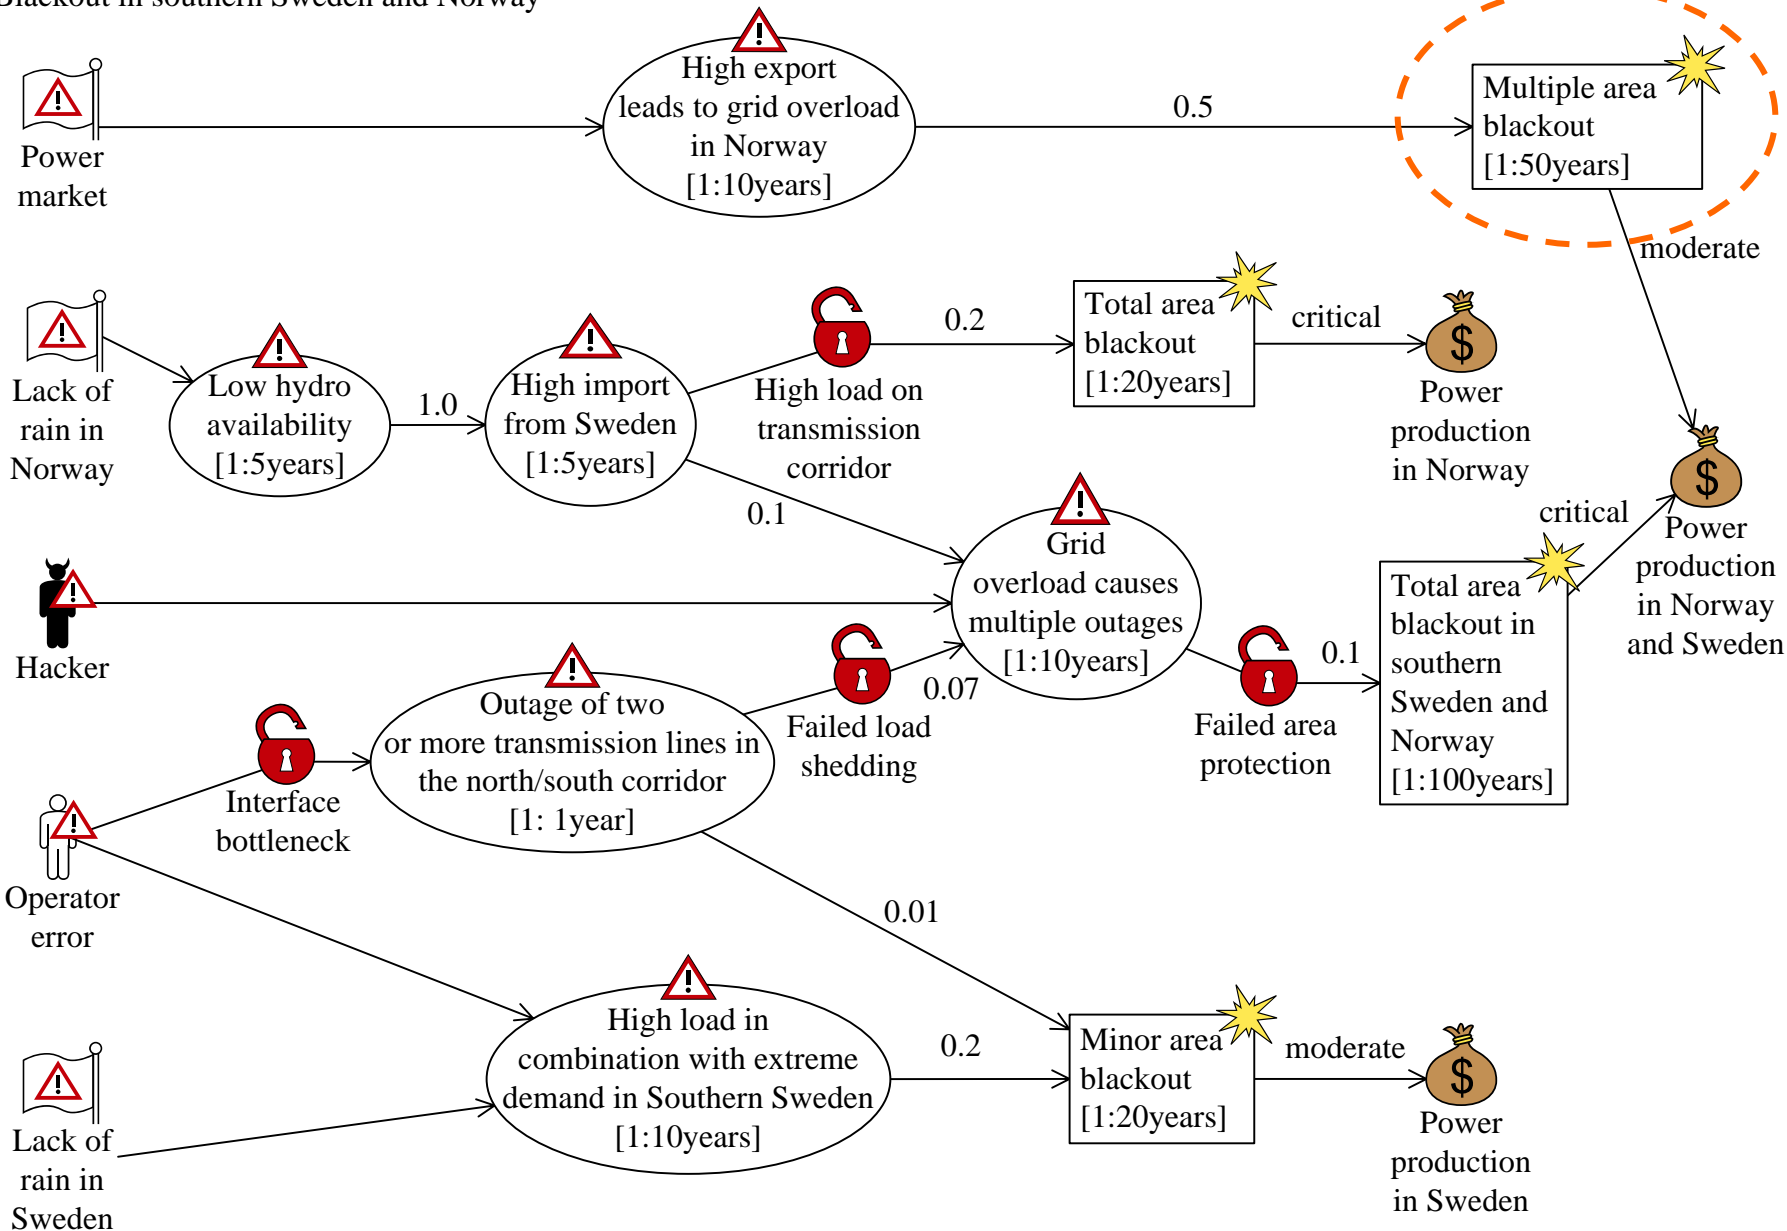 Blackout in southern Sweden and Norway
Power
market
High export
leads to grid overload
in Norway
[1:10years]
0.5
Multiple area
blackout
[1:50years]
moderate
Lack of
rain in
Norway
Low hydro
availability
[1:5years]
1.0
High import
from Sweden
[1:5years]
High load on
transmission
corridor
0.2
Total area
blackout
[1:20years]
critical
$
Power
production
in Norway
0.1
$
Power
production
in Norway
and Sweden
critical
Hacker
Grid
overload causes
multiple outages
[1:10years]
Failed area
protection
0.1
Total area
blackout in
southern
Sweden and
Norway
[1:100years]
Operator
error
Interface
bottleneck
Outage of two
or more transmission lines in
the north/south corridor
[1: 1year]
Failed load
shedding
0.07
0.01
Lack of
rain in
Sweden
High load in
combination with extreme
demand in Southern Sweden
[1:10years]
0.2
Minor area
blackout
[1:20years]
moderate
$
Power
production
in Sweden